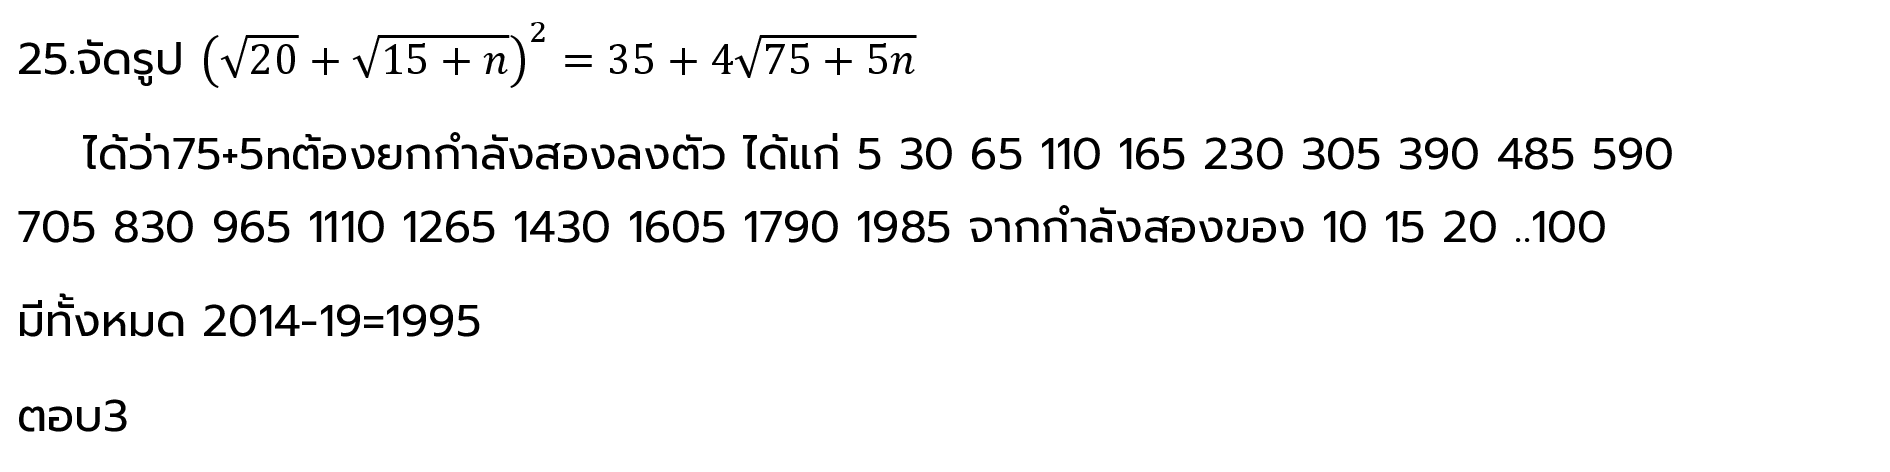 25.จัดรูป (√20 + √15 + n)² = 35 + 4√75 + 5n
ได้ว่า75+5nต้องยกกำลังสองลงตัว ได้แก่ 5 30 65 110 165 230 305 390 485 590
705 830 965 1110 1265 1430 1605 1790 1985 จากกำลังสองของ 10 15 20 ..100
มีทั้งหมด 2014-19=1995
ตอบ3